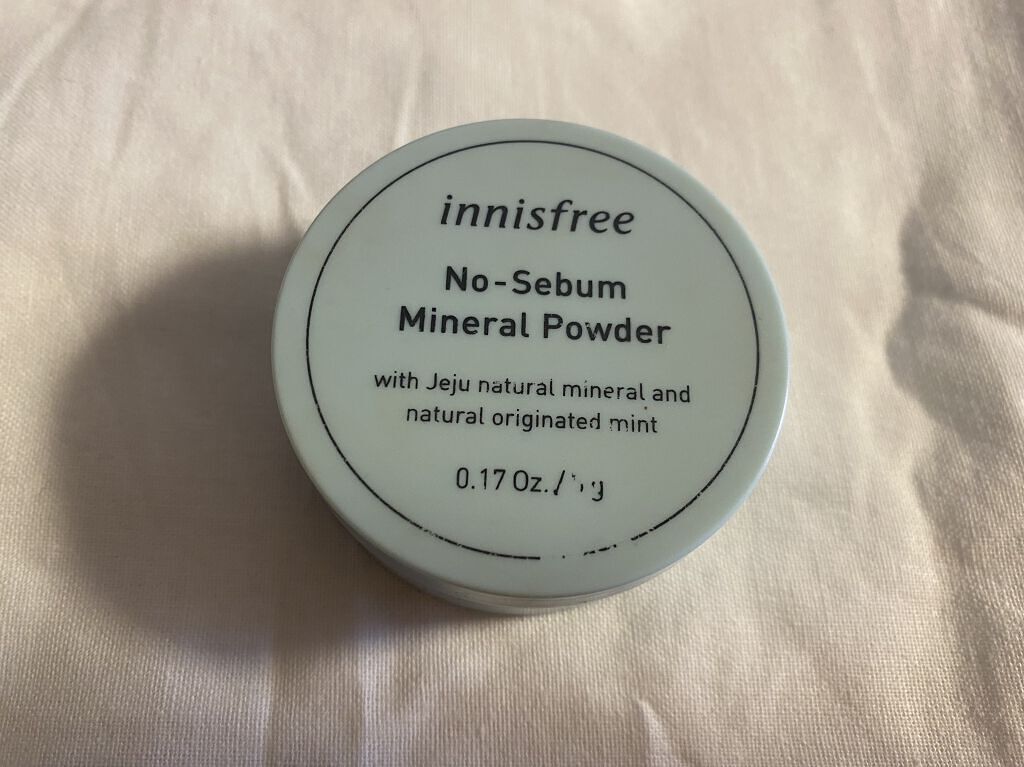 innisfree
No-Sebum
Mineral Powder
with Jeju natural mineral and
natural originated mint
0.17 Oz./